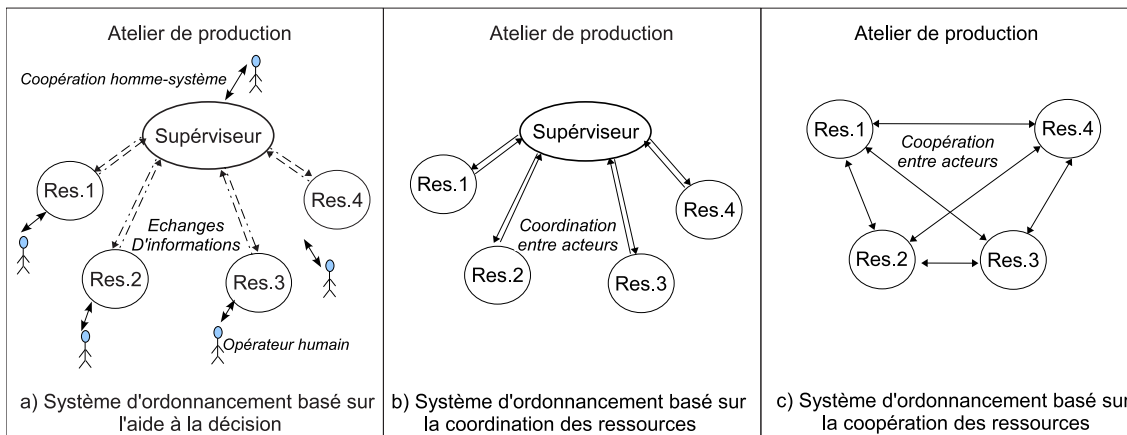 Atelier de production
Coopération homme-système
Supérviseur
Res.1
Res.4
Echanges
D'informations
Res.2
Res.3
Opérateur humain
a) Système d'ordonnancement basé sur
l'aide à la décision
Atelier de production
Supérviseur
Res.1
Res.4
Coordination
entre acteurs
Res.2
Res.3
b) Système d'ordonnancement basé sur
la coordination des ressources
Atelier de production
Res.1
Res.4
Coopération
entre acteurs
Res.2
Res.3
c) Système d'ordonnancement basé sur
la coopération des ressources